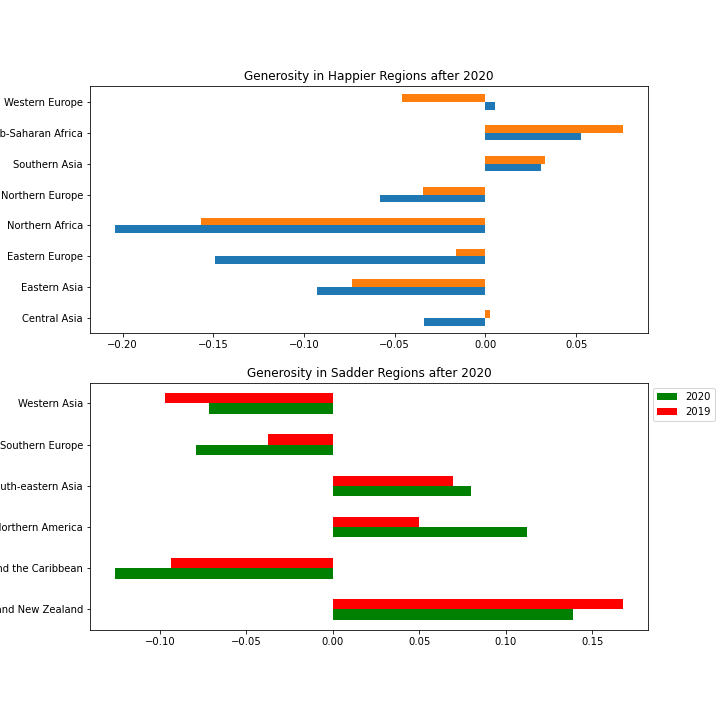 Generosity in Happier Regions after 2020
Western Europe
b-Saharan Africa
Southern Asia
Northern Europe
Northern Africa
Eastern Europe
Eastern Asia
Central Asia
−0.20 −0.15 −0.10 −0.05 0.00 0.05
Generosity in Sadder Regions after 2020
Western Asia
Southern Europe
uth-eastern Asia
orthern America
nd the Caribbean
and New Zealand
−0.10 −0.05 0.00 0.05 0.10 0.15
2020
2019